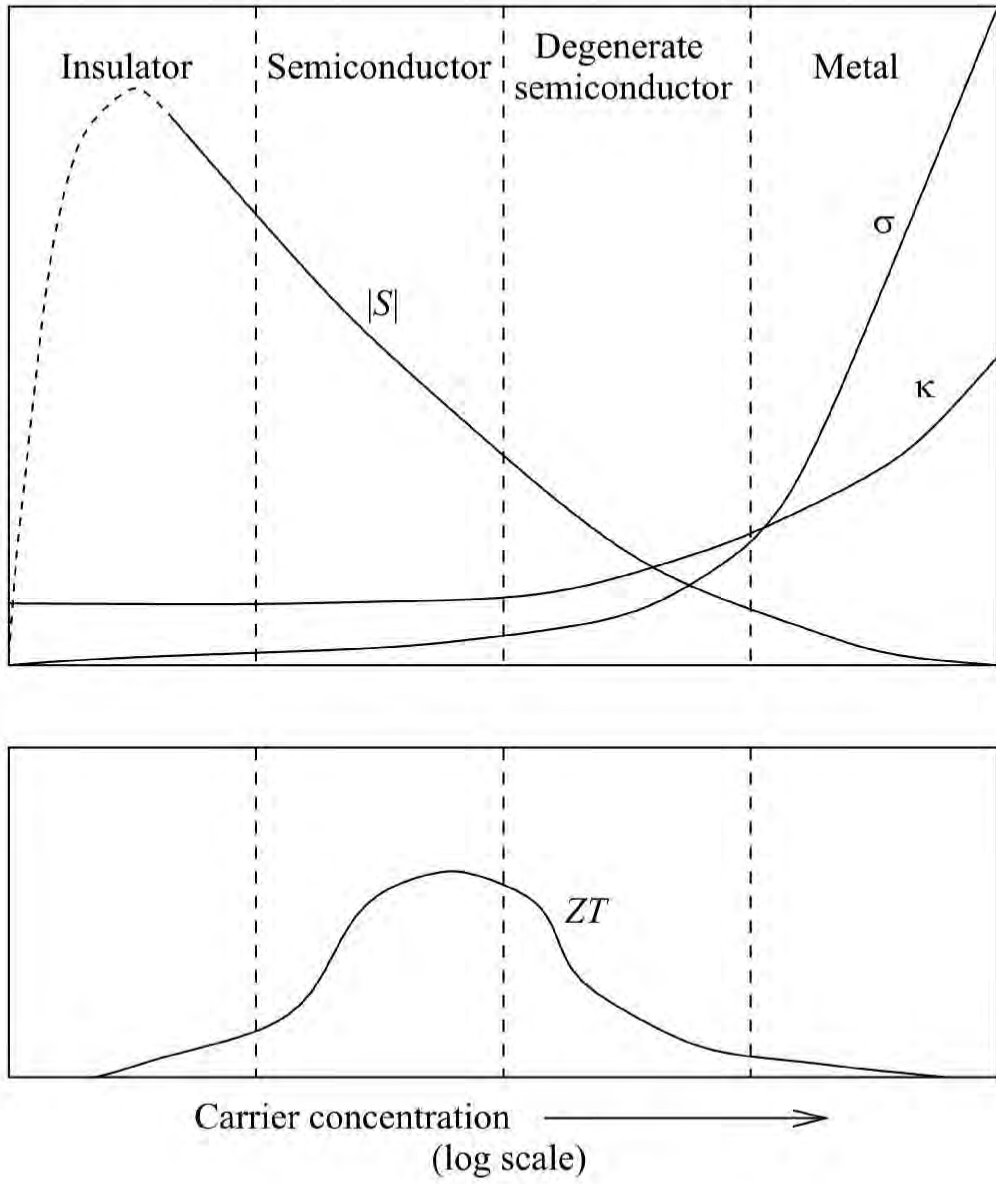 Insulator
Semiconductor
Degenerate
semiconductor
Metal
σ
|S|
κ
ZT
Carrier concentration
(log scale)